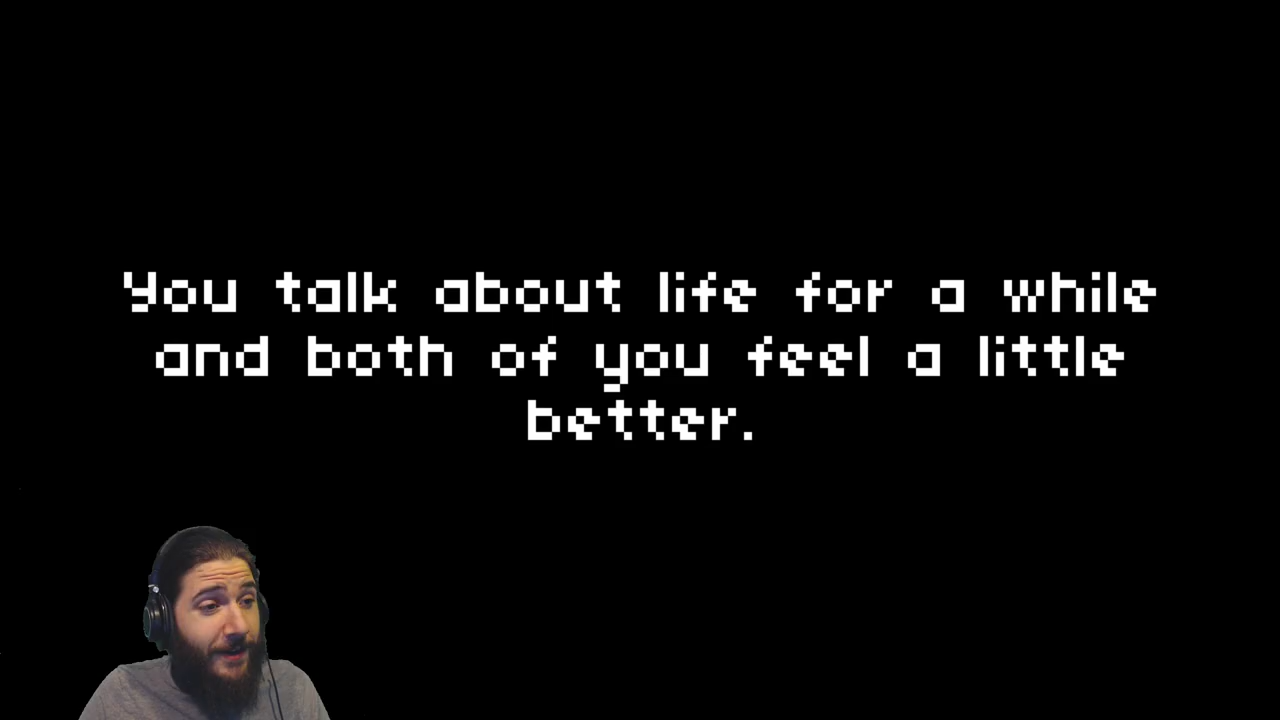 You talk about life for a while
and both of you feel a little
better.